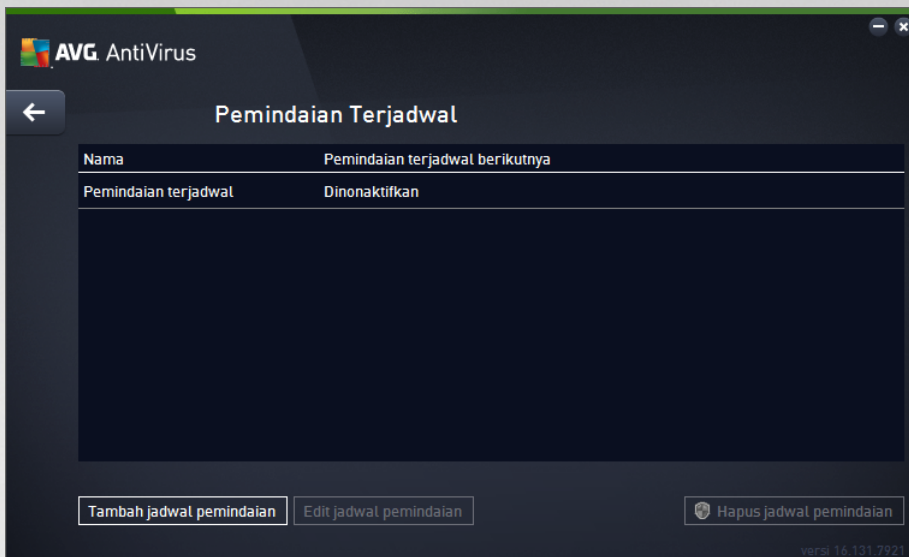 AVG. AntiVirus
Pemindaian Terjadwal
Nama Pemindaian terjadwal berikutnya
Pemindaian terjadwal Dinonaktifkan
Tambah jadwal pemindaian Edit jadwal pemindaian Hapus jadwal pemindaian
versi 16.131.7921